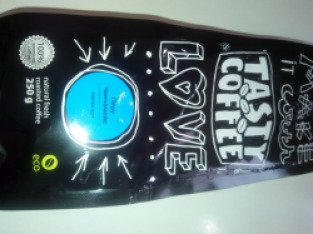 MAKE
it with
TASTY
COFFEE
LOVE
100%
natural fresh
roasted coffee
250 g
eco